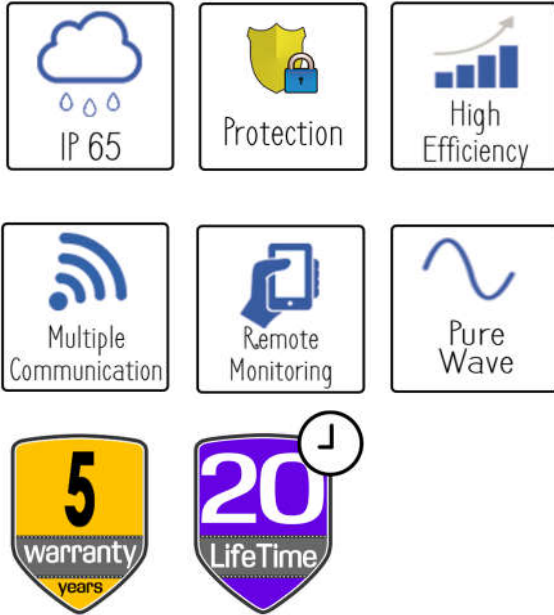 IP 65
Protection
High
Efficiency
Multiple
Communication
Remote
Monitoring
Pure
Wave
5
warranty
years
20
LifeTime